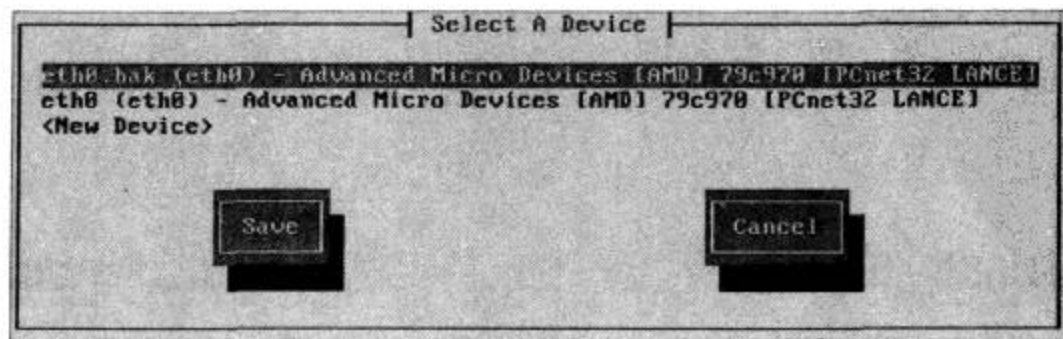 Select A Device
eth0.bak (eth0) - Advanced Micro Devices [AMD] 79c970 [PCnet32 LANCE]
eth0 (eth0) - Advanced Micro Devices [AMD] 79c970 [PCnet32 LANCE]
<New Device>
Save
Cancel